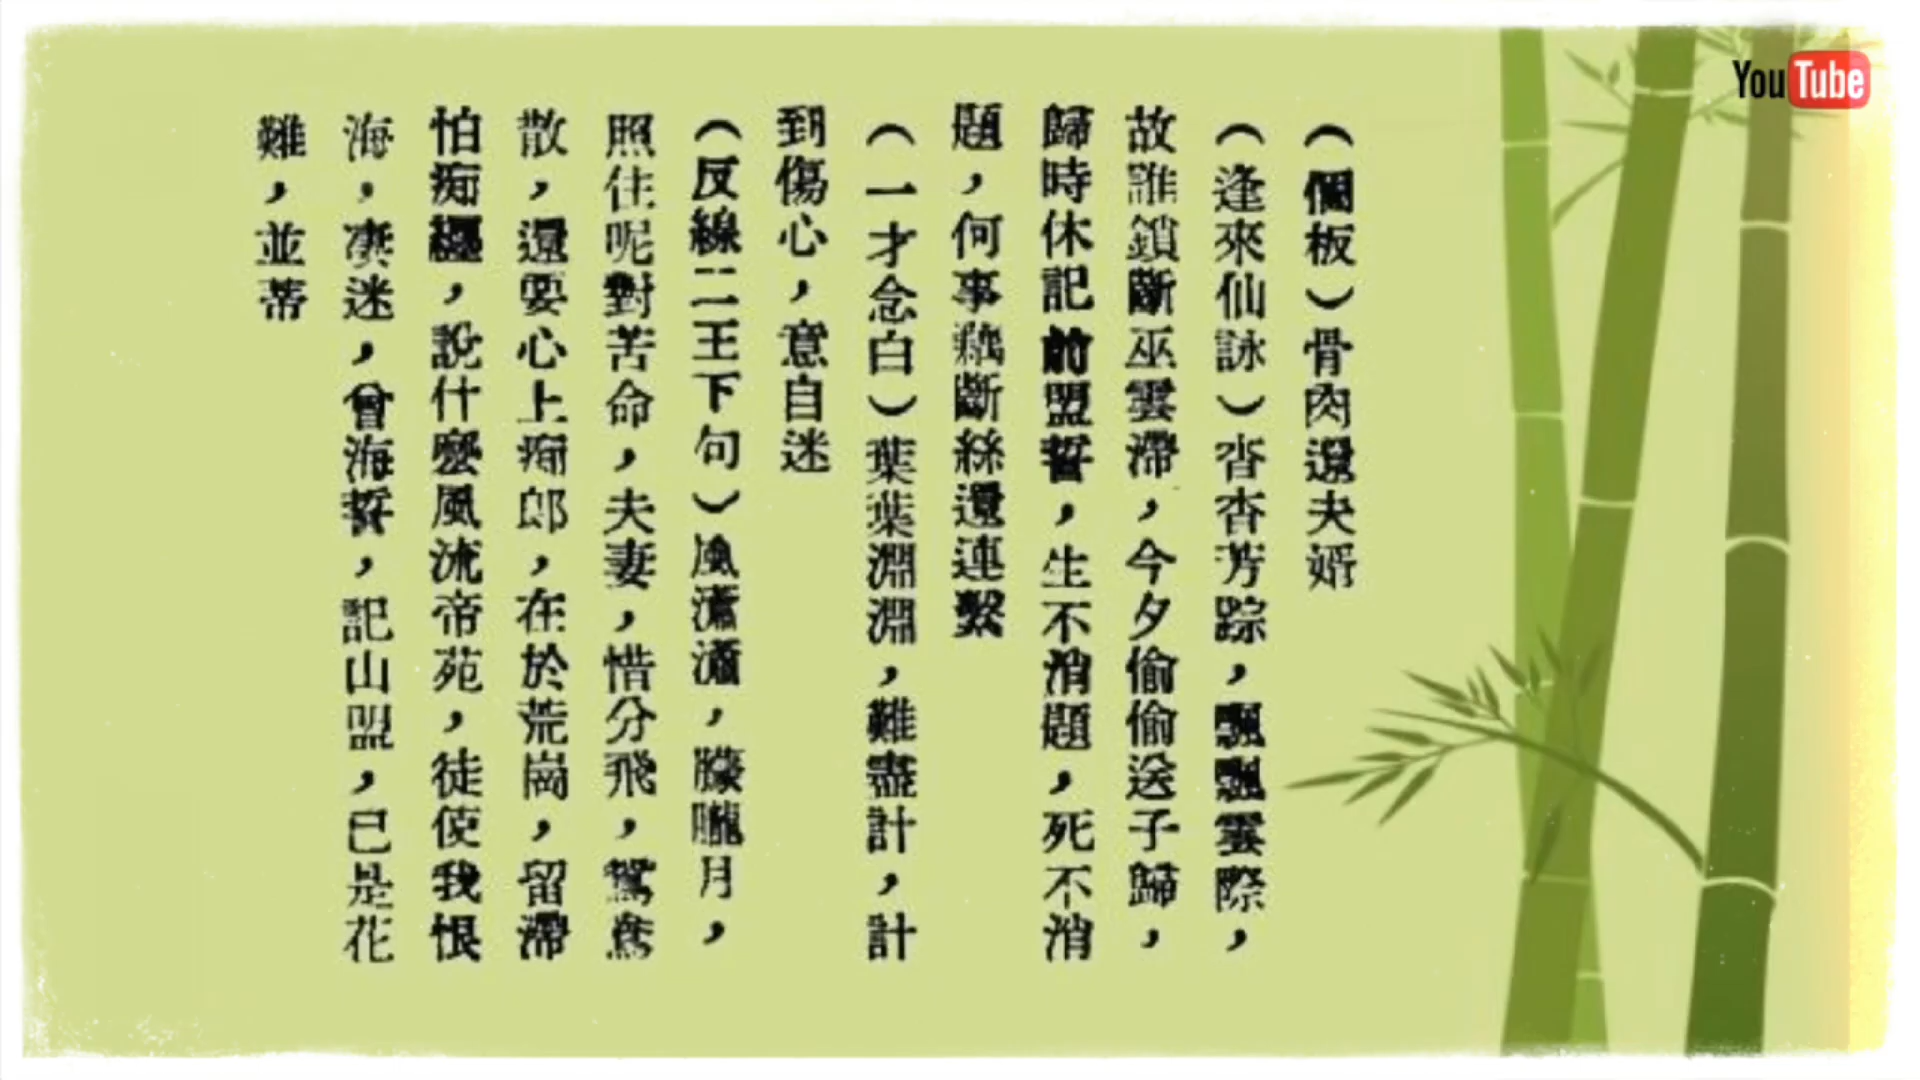 (個板)骨肉還夫婿
(逢來仙詠)杳杳芳踪,飄飄雲際,
故誰鎖斷巫雲滯,今夕偷偷送子歸,
歸時休記前盟誓,生不消題,死不消
題,何事藕斷絲還連繫
(一才念白)葉葉淵淵,難盡計,計
到傷心,意自迷
(反線二王下句)風瀟瀟,朦朧月,
照住呢對苦命,夫妻,惜分飛,鴛鴦
散,還要心上痴郎,在於荒崗,留滯
怕痴纏,說什麼風流帝苑,徒使我恨
海,凄迷,曾海誓,記山盟,已是花
難,並蒂
YouTube